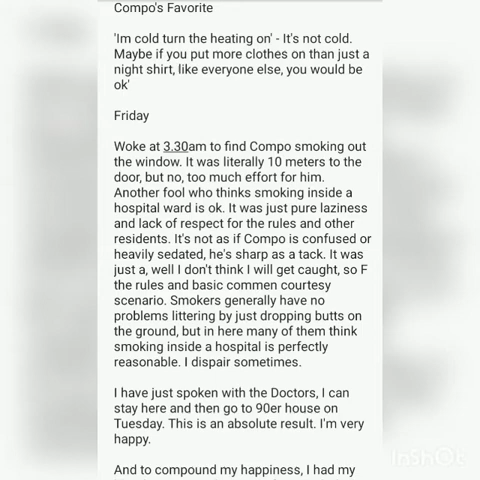 Compo's Favorite
'Im cold turn the heating on' - It's not cold.
Maybe if you put more clothes on than just a
night shirt, like everyone else, you would be
ok'
Friday
Woke at 3.30am to find Compo smoking out
the window. It was literally 10 meters to the
door, but no, too much effort for him.
Another fool who thinks smoking inside a
hospital ward is ok. It was just pure laziness
and lack of respect for the rules and other
residents. It's not as if Compo is confused or
heavily sedated, he's sharp as a tack. It was
just a, well I don't think I will get caught, so F
the rules and basic commen courtesy
scenario. Smokers generally have no
problems littering by just dropping butts on
the ground, but in here many of them think
smoking inside a hospital is perfectly
reasonable. I dispair sometimes.
I have just spoken with the Doctors, I can
stay here and then go to 90er house on
Tuesday. This is an absolute result. I'm very
happy.
And to compound my happiness, I had my
InShOt